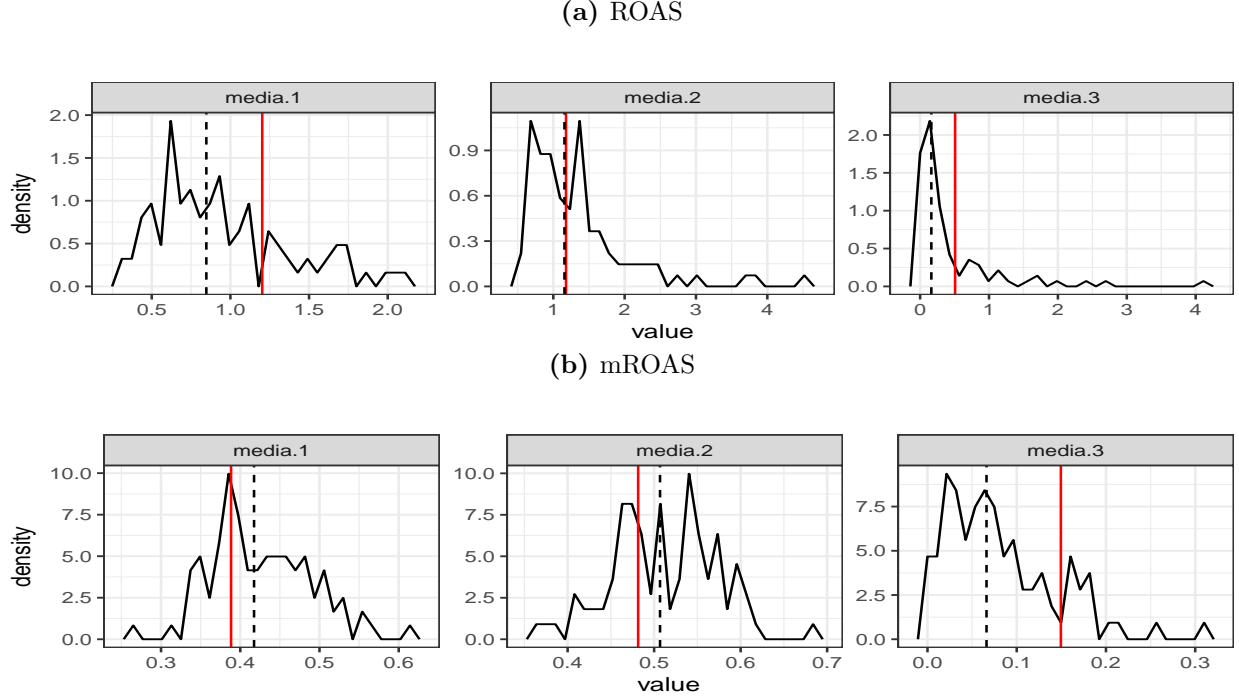 (a) ROAS
media.1 media.2 media.3
2.0 1.5 1.0 0.5 0.0
0.9 0.6 0.3 0.0
2.0 1.5 1.0 0.5 0.0
density
0.5 1.0 1.5 2.0 1 2 3 4 0 1 2 3 4
value
(b) mROAS
media.1 media.2 media.3
10.0 7.5 5.0 2.5 0.0
10.0 7.5 5.0 2.5 0.0
7.5 5.0 2.5 0.0
density
0.3 0.4 0.5 0.6 0.4 0.5 0.6 0.7 0.0 0.1 0.2 0.3
value